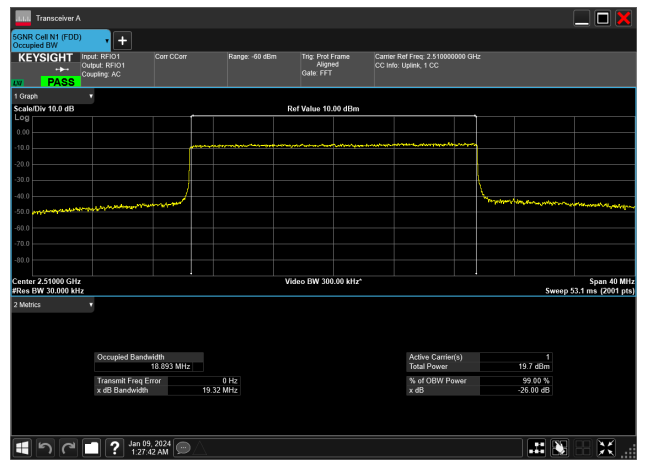 Transceiver A
5GNR Cell N1 (FDD)
Occupied BW
KEYSIGHT
PASS
Input: RFIO1
Output: RFIO1
Coupling: AC
Corr CCorr
Range: -60 dBm
Trig: Prot Frame
Aligned
Gate: FFT
Carrier Ref Freq: 2.510000000 GHz
CC Info: Uplink, 1 CC
1 Graph
Scale/Div 10.0 dB
Ref Value 10.00 dBm
Log
0.00
-10.0
-20.0
-30.0
-40.0
-50.0
-60.0
-70.0
-80.0
Center 2.51000 GHz
Video BW 300.00 kHz*
Span 40 MHz
#Res BW 30.000 kHz
Sweep 53.1 ms (2001 pts)
2 Metrics
Occupied Bandwidth
18.893 MHz
Transmit Freq Error 0 Hz
x dB Bandwidth 19.32 MHz
Active Carrier(s) 1
Total Power 19.7 dBm
% of OBW Power 99.00 %
x dB -26.00 dB
Jan 09, 2024
1:27:42 AM